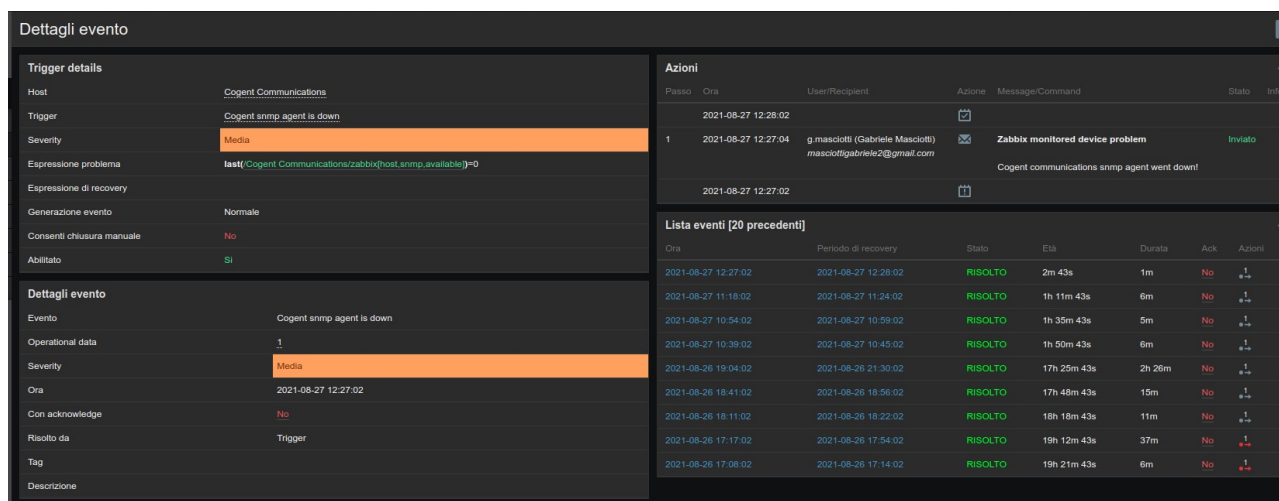 Dettagli evento
Trigger details
Host Cogent Communications
Trigger Cogent snmp agent is down
Severity Media
Espressione problema last(/Cogent Communications/zabbix[host,snmp,available])=0
Espressione di recovery
Generazione evento Normale
Consenti chiusura manuale No
Abilitato Si
Dettagli evento
Evento Cogent snmp agent is down
Operational data 1
Severity Media
Ora 2021-08-27 12:27:02
Con acknowledge No
Risolto da Trigger
Tag
Descrizione
Azioni
Passo Ora User/Recipient Azione Message/Command Stato Inf
2021-08-27 12:28:02
1 2021-08-27 12:27:04 g.masciotti (Gabriele Masciotti) Zabbix monitored device problem Inviato
masciottigabriele2@gmail.com
Cogent communications snmp agent went down!
2021-08-27 12:27:02
Lista eventi [20 precedenti]
Ora Periodo di recovery Stato Età Durata Ack Azioni
2021-08-27 12:27:02 2021-08-27 12:28:02 RISOLTO 2m 43s 1m No 1
2021-08-27 11:18:02 2021-08-27 11:24:02 RISOLTO 1h 11m 43s 6m No 1
2021-08-27 10:54:02 2021-08-27 10:59:02 RISOLTO 1h 35m 43s 5m No 1
2021-08-27 10:39:02 2021-08-27 10:45:02 RISOLTO 1h 50m 43s 6m No 1
2021-08-26 19:04:02 2021-08-26 21:30:02 RISOLTO 17h 25m 43s 2h 26m No 1
2021-08-26 18:41:02 2021-08-26 18:56:02 RISOLTO 17h 48m 43s 15m No 1
2021-08-26 18:11:02 2021-08-26 18:22:02 RISOLTO 18h 18m 43s 11m No 1
2021-08-26 17:17:02 2021-08-26 17:54:02 RISOLTO 19h 12m 43s 37m No 1
2021-08-26 17:08:02 2021-08-26 17:14:02 RISOLTO 19h 21m 43s 6m No 1